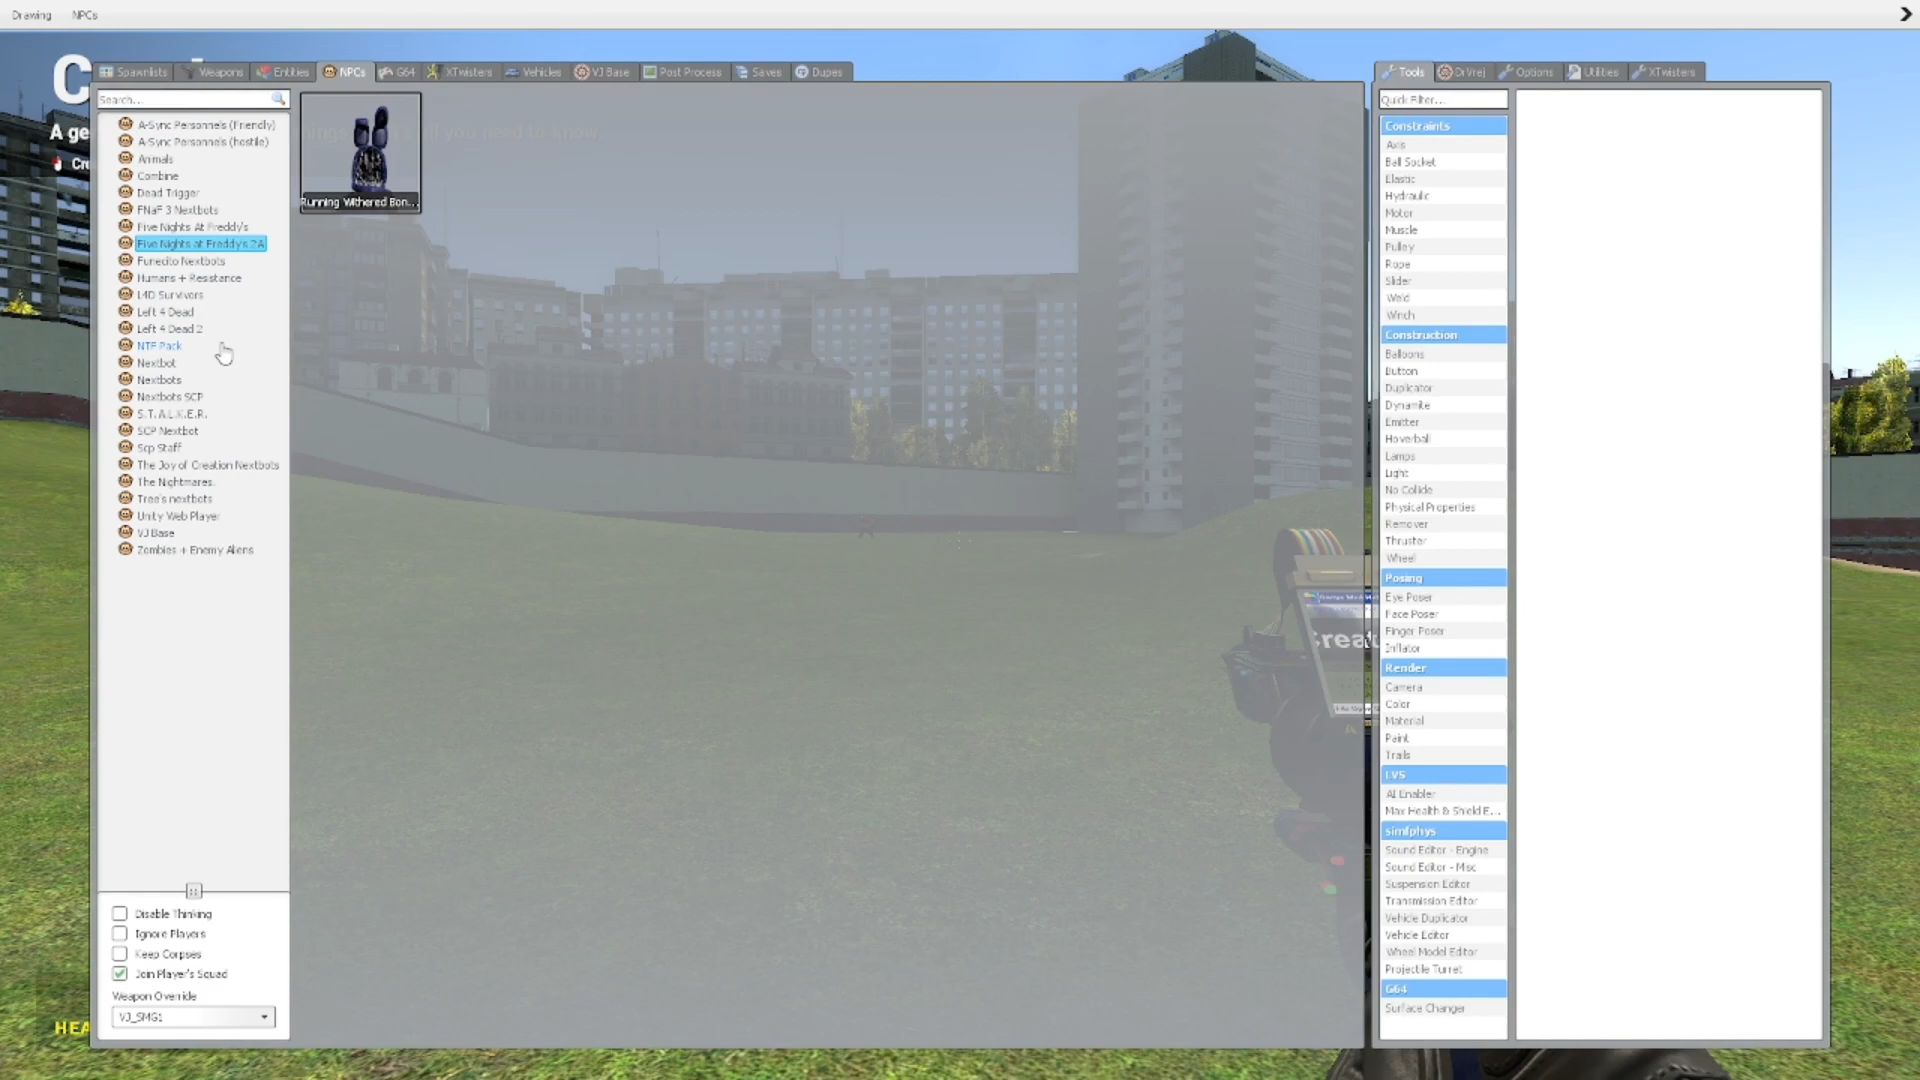 Drawing NPCs
C
Spawnlists Weapons Entities NPCs G64 XTwisters Vehicles VJ Base Post Process Saves Dupes
Tools DrVrej Options Utilities XTwisters
A ge
you need to know.
Cre
Search...
A-Sync Personnels (Friendly)
A-Sync Personnels (hostile)
Animals
Combine
Dead Trigger
FNaF 3 Nextbots
Five Nights At Freddy's
Five Nights at Freddy's 2A
Funecito Nextbots
Humans + Resistance
L4D Survivors
Left 4 Dead
Left 4 Dead 2
NTF Pack
Nextbot
Nextbots
Nextbots SCP
S.T.A.L.K.E.R.
SCP Nextbot
Scp Staff
The Joy of Creation Nextbots
The Nightmares.
Tree's nextbots
Unity Web Player
VJ Base
Zombies + Enemy Aliens
Running Withered Bon...
Disable Thinking
Ignore Players
Keep Corpses
Join Player's Squad
Weapon Override
VJ_SMG1
HEA
Creat
Quick Filter...
Constraints
Axis
Ball Socket
Elastic
Hydraulic
Motor
Muscle
Pulley
Rope
Slider
Weld
Winch
Construction
Balloons
Button
Duplicator
Dynamite
Emitter
Hoverball
Lamps
Light
No Collide
Physical Properties
Remover
Thruster
Wheel
Posing
Eye Poser
Face Poser
Finger Poser
Inflator
Render
Camera
Color
Material
Paint
Trails
LVS
AI Enabler
Max Health & Shield E...
simfphys
Sound Editor - Engine
Sound Editor - Misc
Suspension Editor
Transmission Editor
Vehicle Duplicator
Vehicle Editor
Wheel Model Editor
Projectile Turret
G64
Surface Changer